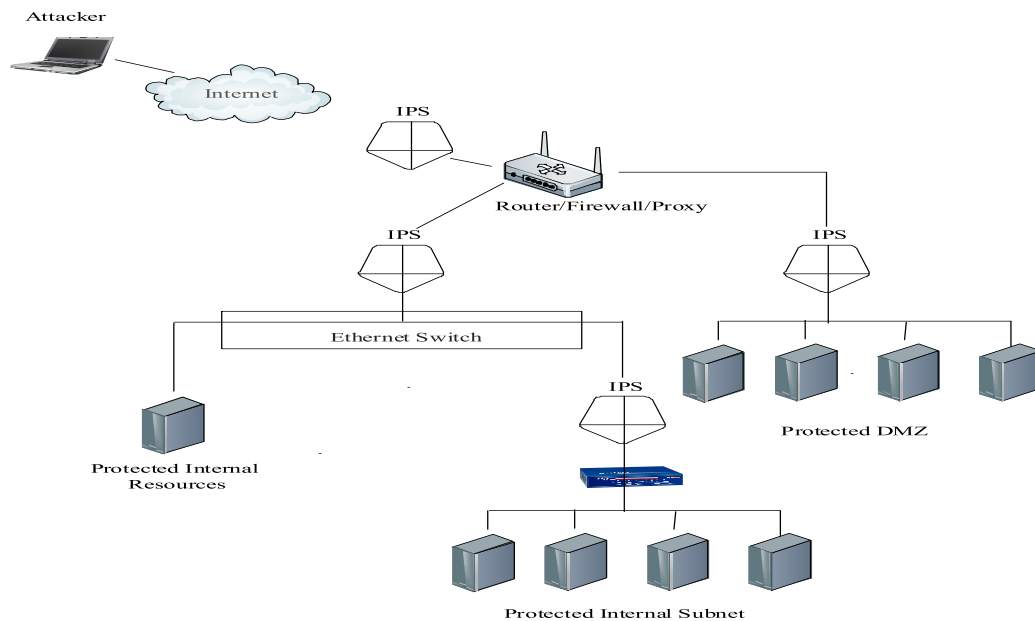 Attacker
Internet
IPS
Router/Firewall/Proxy
IPS
IPS
Ethernet Switch
IPS
Protected DMZ
Protected Internal
Resources
Protected Internal Subnet